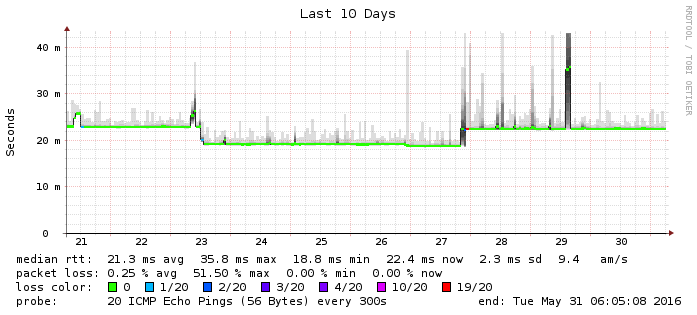 Last 10 Days
RRDTOOL / TOBI OETIKER
Seconds
40 m
30 m
20 m
10 m
0
21 22 23 24 25 26 27 28 29 30
median rtt: 21.3 ms avg 35.8 ms max 18.8 ms min 22.4 ms now 2.3 ms sd 9.4 am/s
packet loss: 0.25 % avg 51.50 % max 0.00 % min 0.00 % now
loss color: 0 1/20 2/20 3/20 4/20 10/20 19/20
probe: 20 ICMP Echo Pings (56 Bytes) every 300s end: Tue May 31 06:05:08 2016